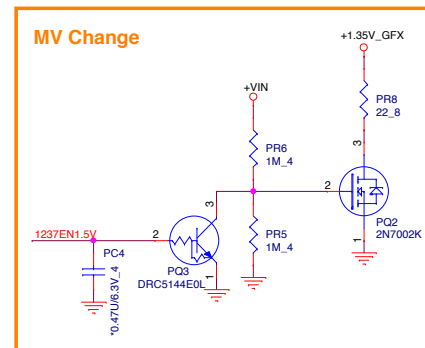 MV Change
+1.35V_GFX
+VIN
PR8
22_8
PR6
1M_4
3
2
PQ2
2N7002K
1
3
1237EN1.5V
2
PR5
1M_4
PC4
*0.47U/6.3V_4
PQ3
DRC5144E0L
1